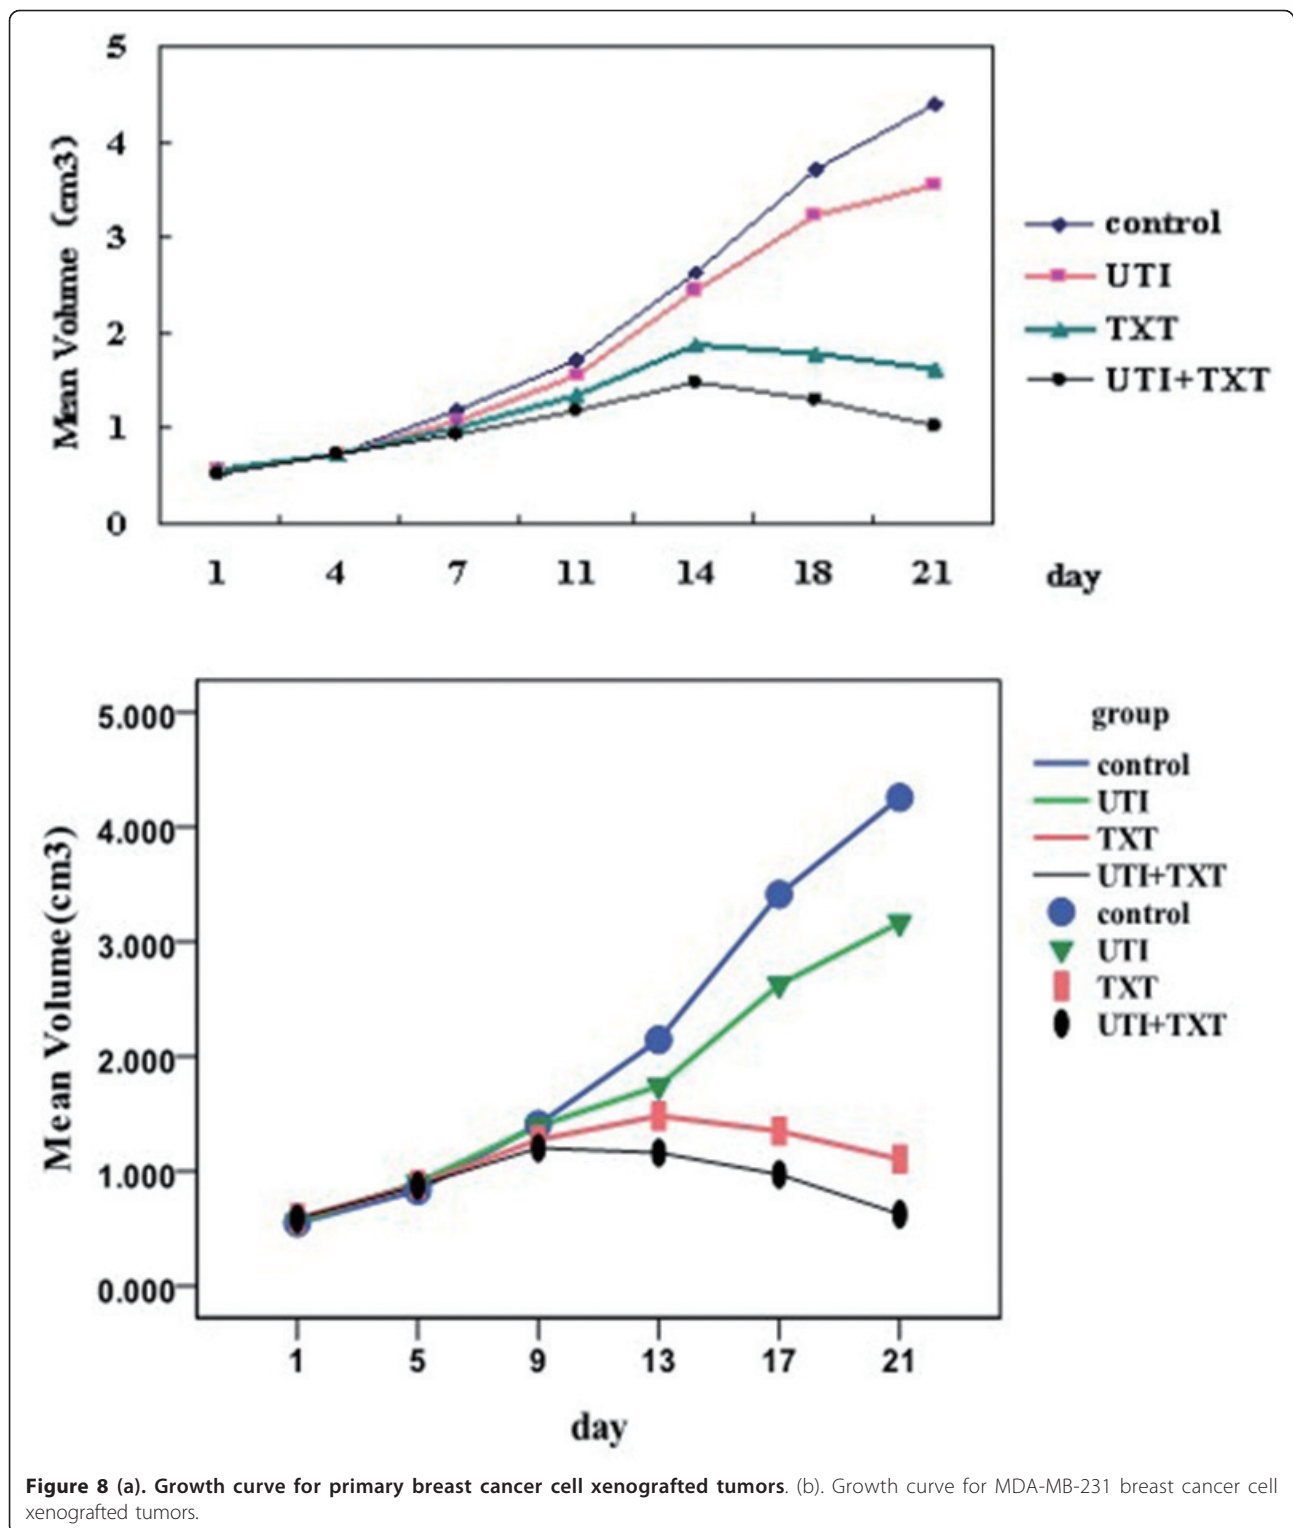 5
4
3
2
1
0
Mean Volume (cm3)
1 4 7 11 14 18 21 day
control
UTI
TXT
UTI+TXT
5.000
4.000
3.000
2.000
1.000
0.000
Mean Volume(cm3)
1 5 9 13 17 21
day
group
control
UTI
TXT
UTI+TXT
control
UTI
TXT
UTI+TXT
Figure 8 (a). Growth curve for primary breast cancer cell xenografted tumors. (b). Growth curve for MDA-MB-231 breast cancer cell
xenografted tumors.